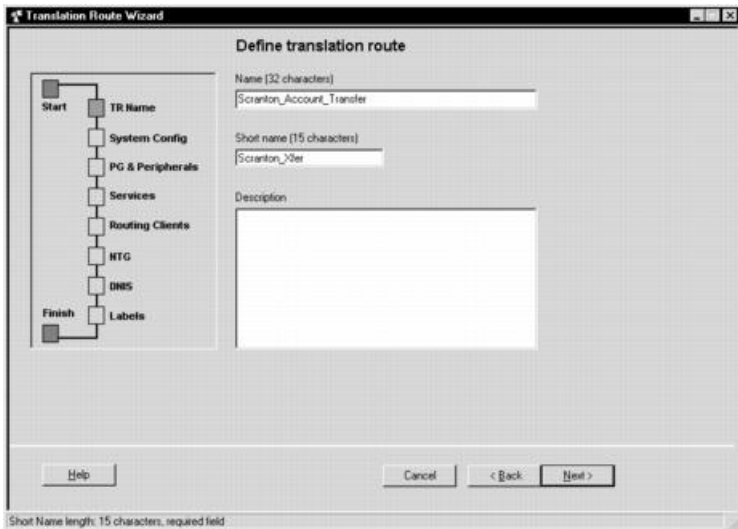 Translation Route Wizard
Define translation route
Start
TR Name
System Config
PG & Peripherals
Services
Routing Clients
NTG
DNIS
Finish
Labels
Name (32 characters)
Scranton_Account_Transfer
Short name (15 characters)
Scranton_Xfer
Description
Help
Cancel
< Back
Next >
Short Name length: 15 characters, required field